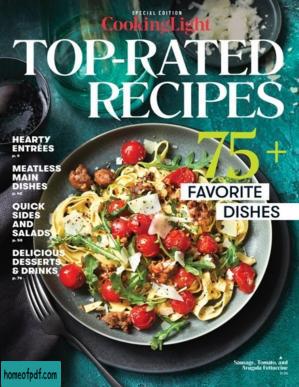 SPECIAL EDITION
CookingLight
TOP-RATED
RECIPES
HEARTY
ENTRÉES
MEATLESS
MAIN
DISHES
QUICK
SIDES
AND
SALADS
DELICIOUS
DESSERTS
& DRINKS
75+
FAVORITE
DISHES
Sausage, Tomato, and
Arugula Fettuccine
homeofpdf.com